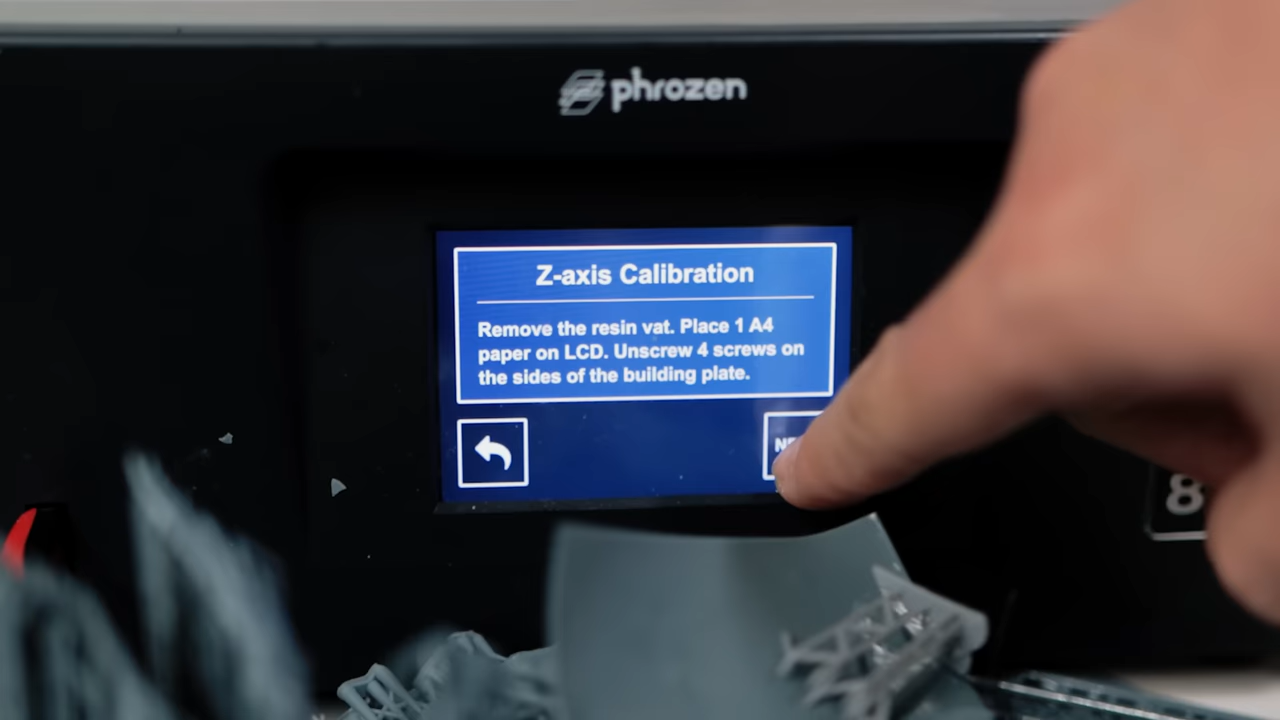 phrozen
Z-axis Calibration
Remove the resin vat. Place 1 A4
paper on LCD. Unscrew 4 screws on
the sides of the building plate.
8